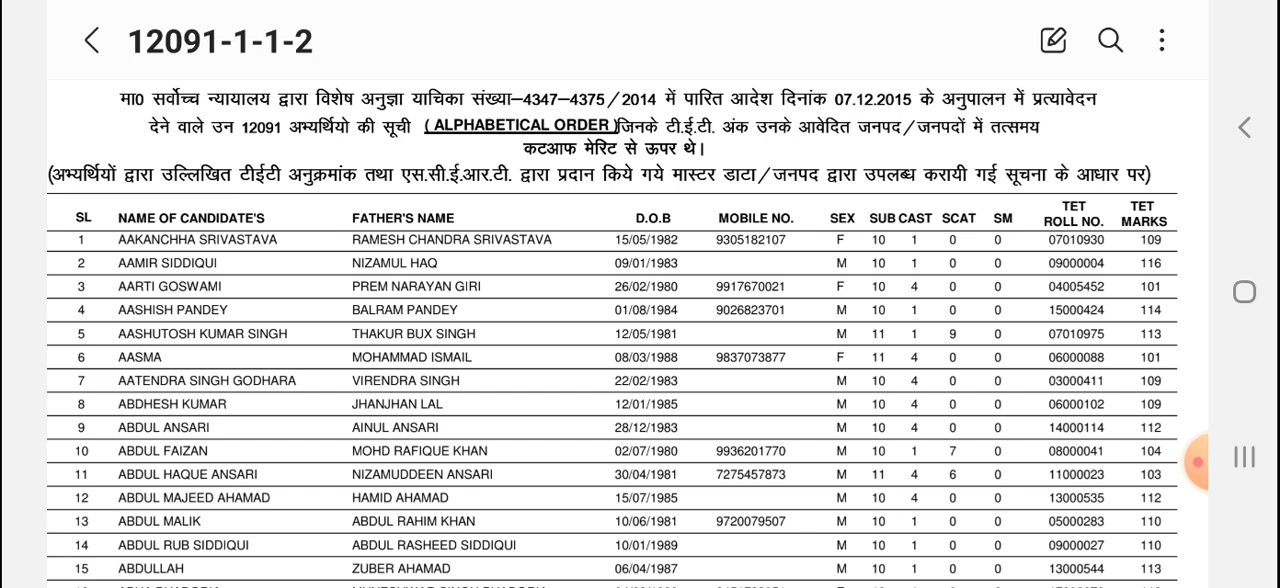 12091-1-1-2
मा0 सर्वोच्च न्यायालय द्वारा विशेष अनुज्ञा याचिका संख्या–4347–4375/2014 में पारित आदेश दिनांक 07.12.2015 के अनुपालन में प्रत्यावेदन
देने वाले उन 12091 अभ्यर्थियो की सूची (ALPHABETICAL ORDER)जिनके टी.ई.टी. अंक उनके आवेदित जनपद/जनपदों में तत्समय
कटआफ मेरिट से ऊपर थे।
(अभ्यर्थियों द्वारा उल्लिखित टीईटी अनुक्रमांक तथा एस.सी.ई.आर.टी. द्वारा प्रदान किये गये मास्टर डाटा/जनपद द्वारा उपलब्ध करायी गई सूचना के आधार पर)
SL NAME OF CANDIDATE'S FATHER'S NAME D.O.B MOBILE NO. SEX SUB CAST SCAT SM TET ROLL NO. TET MARKS
1 AAKANCHHA SRIVASTAVA RAMESH CHANDRA SRIVASTAVA 15/05/1982 9305182107 F 10 1 0 0 07010930 109
2 AAMIR SIDDIQUI NIZAMUL HAQ 09/01/1983 M 10 1 0 0 09000004 116
3 AARTI GOSWAMI PREM NARAYAN GIRI 26/02/1980 9917670021 F 10 4 0 0 04005452 101
4 AASHISH PANDEY BALRAM PANDEY 01/08/1984 9026823701 M 10 1 0 0 15000424 114
5 AASHUTOSH KUMAR SINGH THAKUR BUX SINGH 12/05/1981 M 11 1 9 0 07010975 113
6 AASMA MOHAMMAD ISMAIL 08/03/1988 9837073877 F 11 4 0 0 06000088 101
7 AATENDRA SINGH GODHARA VIRENDRA SINGH 22/02/1983 M 10 4 0 0 03000411 109
8 ABDHESH KUMAR JHANJHAN LAL 12/01/1985 M 10 4 0 0 06000102 109
9 ABDUL ANSARI AINUL ANSARI 28/12/1983 M 10 4 0 0 14000114 112
10 ABDUL FAIZAN MOHD RAFIQUE KHAN 02/07/1980 9936201770 M 10 1 7 0 08000041 104
11 ABDUL HAQUE ANSARI NIZAMUDDEEN ANSARI 30/04/1981 7275457873 M 11 4 6 0 11000023 103
12 ABDUL MAJEED AHAMAD HAMID AHAMAD 15/07/1985 M 10 4 0 0 13000535 112
13 ABDUL MALIK ABDUL RAHIM KHAN 10/06/1981 9720079507 M 10 1 0 0 05000283 110
14 ABDUL RUB SIDDIQUI ABDUL RASHEED SIDDIQUI 10/01/1989 M 10 1 0 0 09000027 110
15 ABDULLAH ZUBER AHAMAD 06/04/1987 M 10 1 0 0 13000544 113